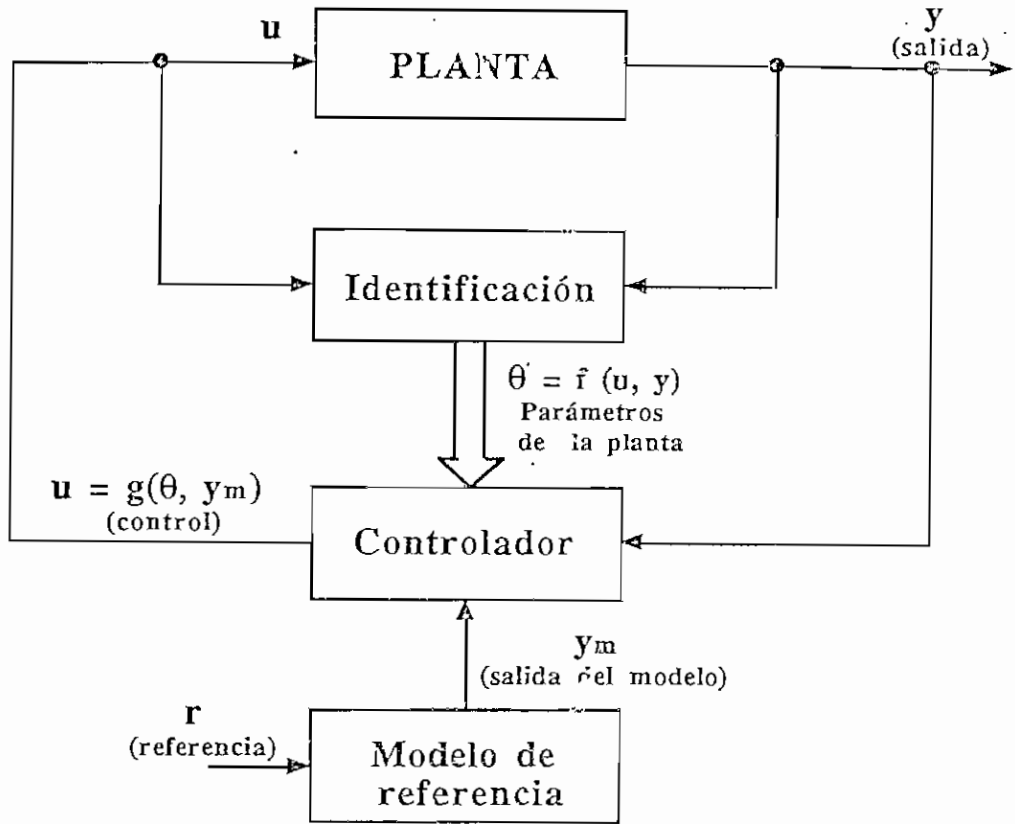 u
y
(salida)
PLANTA
Identificación
θ = f (u, y)
Parámetros
de la planta
u = g(θ, ym)
(control)
Controlador
ym
(salida del modelo)
r
(referencia)
Modelo de
referencia